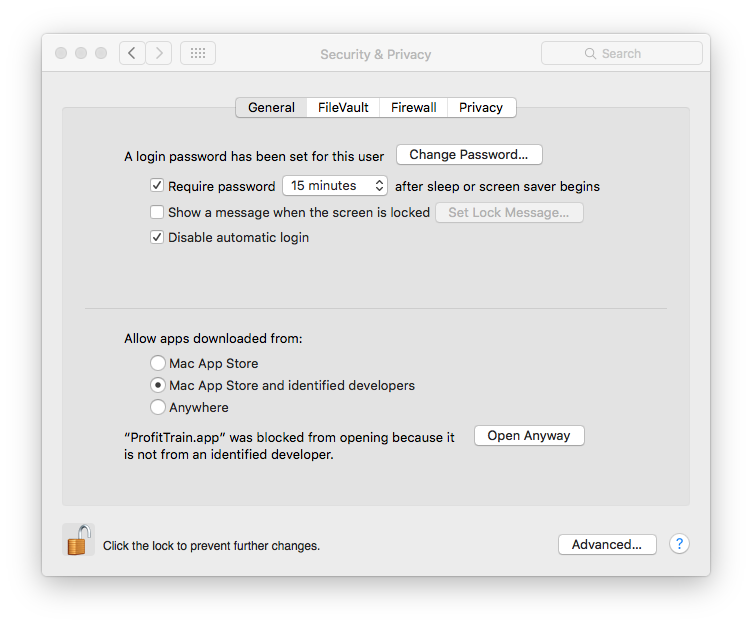 Security & Privacy
Search
General FileVault Firewall Privacy
A login password has been set for this user Change Password...
Require password 15 minutes after sleep or screen saver begins
Show a message when the screen is locked Set Lock Message...
Disable automatic login
Allow apps downloaded from:
Mac App Store
Mac App Store and identified developers
Anywhere
“ProfitTrain.app” was blocked from opening because it Open Anyway
is not from an identified developer.
Click the lock to prevent further changes.
Advanced... ?